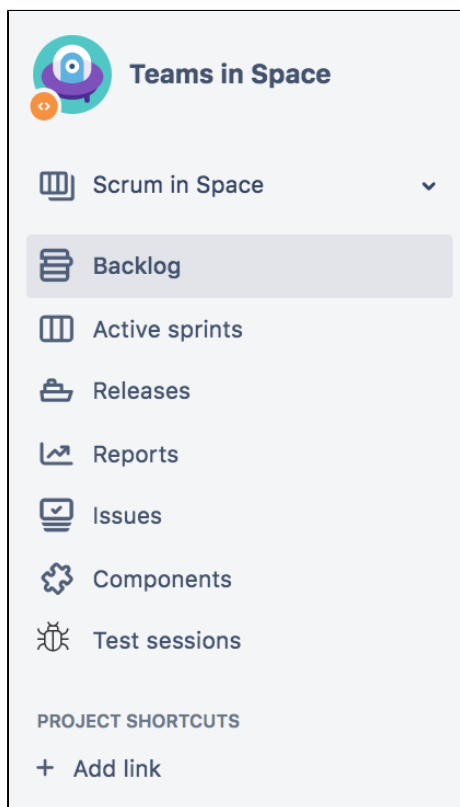 Teams in Space
Scrum in Space
Backlog
Active sprints
Releases
Reports
Issues
Components
Test sessions
PROJECT SHORTCUTS
+ Add link